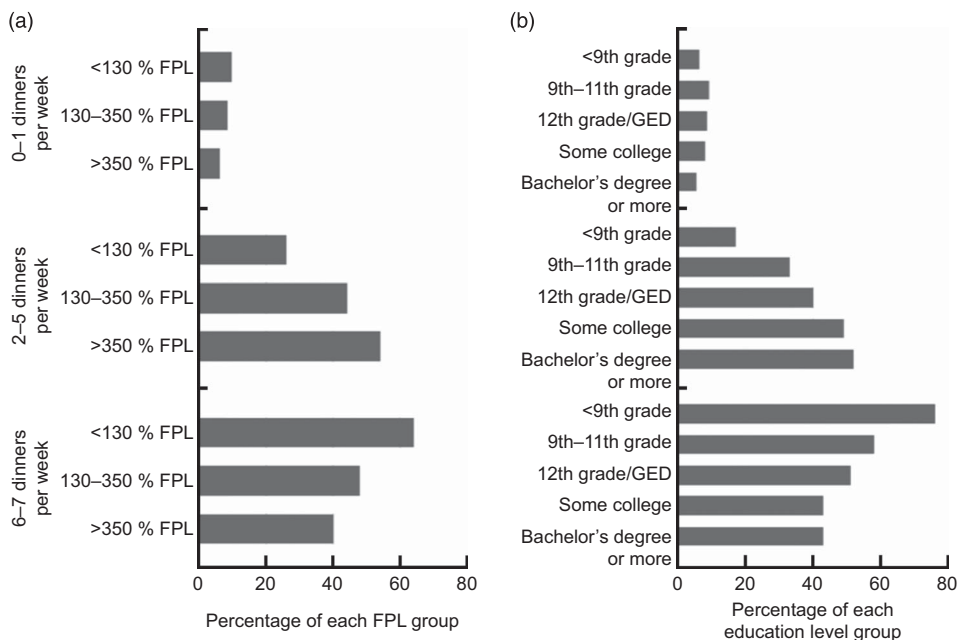 (a)
0–1 dinners
per week
<130 % FPL
130–350 % FPL
>350 % FPL
2–5 dinners
per week
<130 % FPL
130–350 % FPL
>350 % FPL
6–7 dinners
per week
<130 % FPL
130–350 % FPL
>350 % FPL
0 20 40 60 80
Percentage of each FPL group
(b)
<9th grade
9th–11th grade
12th grade/GED
Some college
Bachelor's degree
or more
<9th grade
9th–11th grade
12th grade/GED
Some college
Bachelor's degree
or more
<9th grade
9th–11th grade
12th grade/GED
Some college
Bachelor's degree
or more
0 20 40 60 80
Percentage of each
education level group